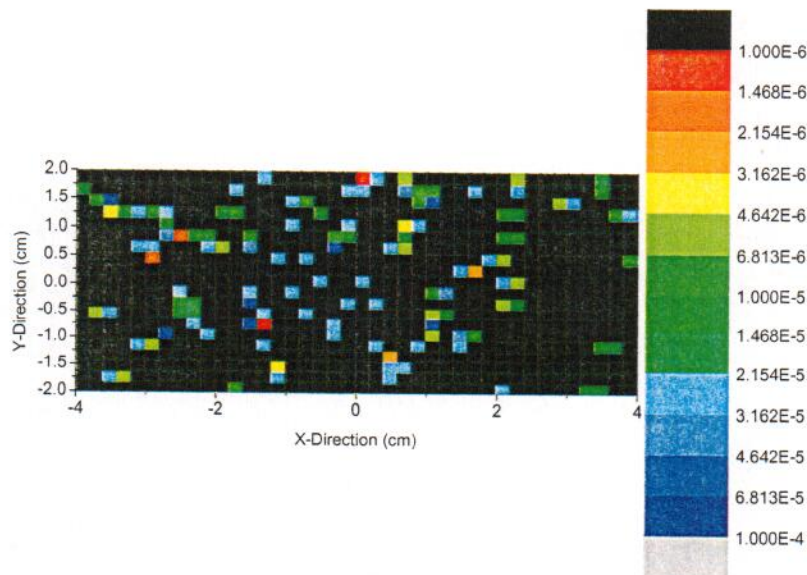 1.000E-6
1.468E-6
2.154E-6
3.162E-6
4.642E-6
6.813E-6
1.000E-5
1.468E-5
2.154E-5
3.162E-5
4.642E-5
6.813E-5
1.000E-4
Y-Direction (cm)
2.0
1.5
1.0
0.5
0.0
-0.5
-1.0
-1.5
-2.0
-4
-2
0
2
4
X-Direction (cm)